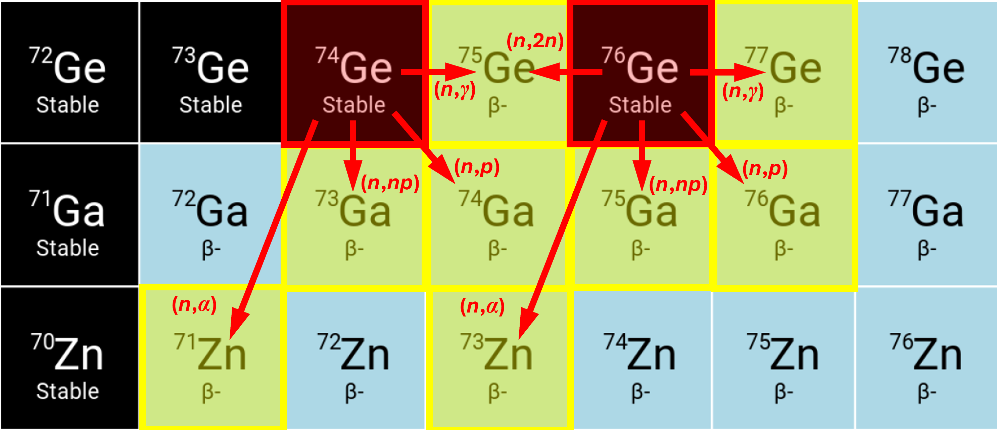 ⁷²Ge
Stable
⁷³Ge
Stable
⁷⁴Ge
Stable
(n,γ)
⁷⁵Ge
β-
(n,2n)
⁷⁶Ge
Stable
(n,γ)
⁷⁷Ge
β-
⁷⁸Ge
β-
⁷¹Ga
Stable
⁷²Ga
β-
(n,np)
⁷³Ga
β-
(n,p)
⁷⁴Ga
β-
(n,np)
⁷⁵Ga
β-
(n,p)
⁷⁶Ga
β-
⁷⁷Ga
β-
⁷⁰Zn
Stable
(n,α)
⁷¹Zn
β-
⁷²Zn
β-
(n,α)
⁷³Zn
β-
⁷⁴Zn
β-
⁷⁵Zn
β-
⁷⁶Zn
β-